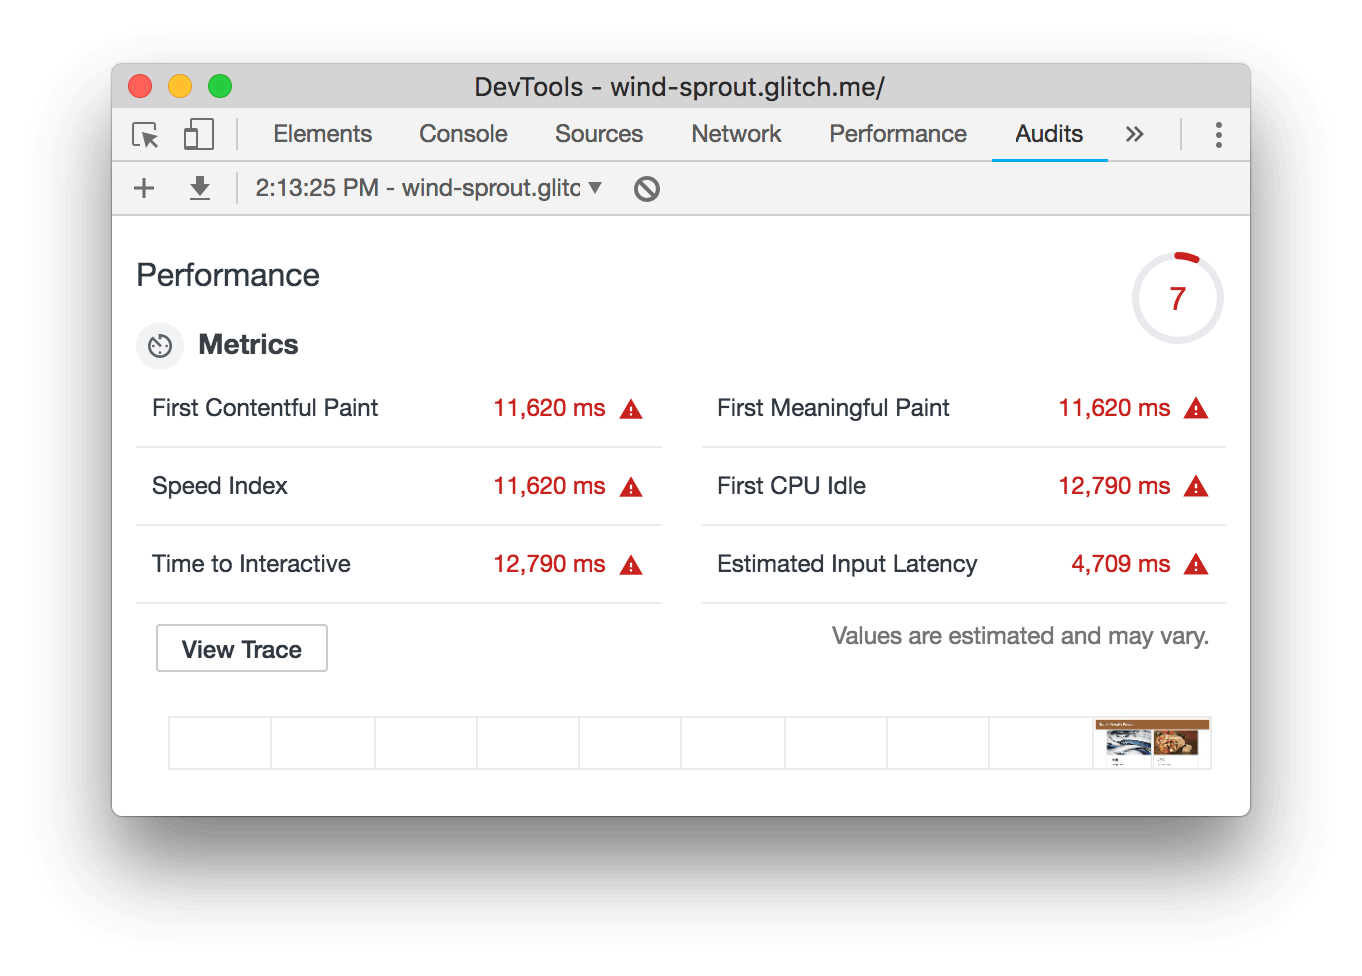 DevTools - wind-sprout.glitch.me/
Elements Console Sources Network Performance Audits
2:13:25 PM - wind-sprout.glitc
Performance
7
Metrics
First Contentful Paint 11,620 ms
First Meaningful Paint 11,620 ms
Speed Index 11,620 ms
First CPU Idle 12,790 ms
Time to Interactive 12,790 ms
Estimated Input Latency 4,709 ms
View Trace
Values are estimated and may vary.